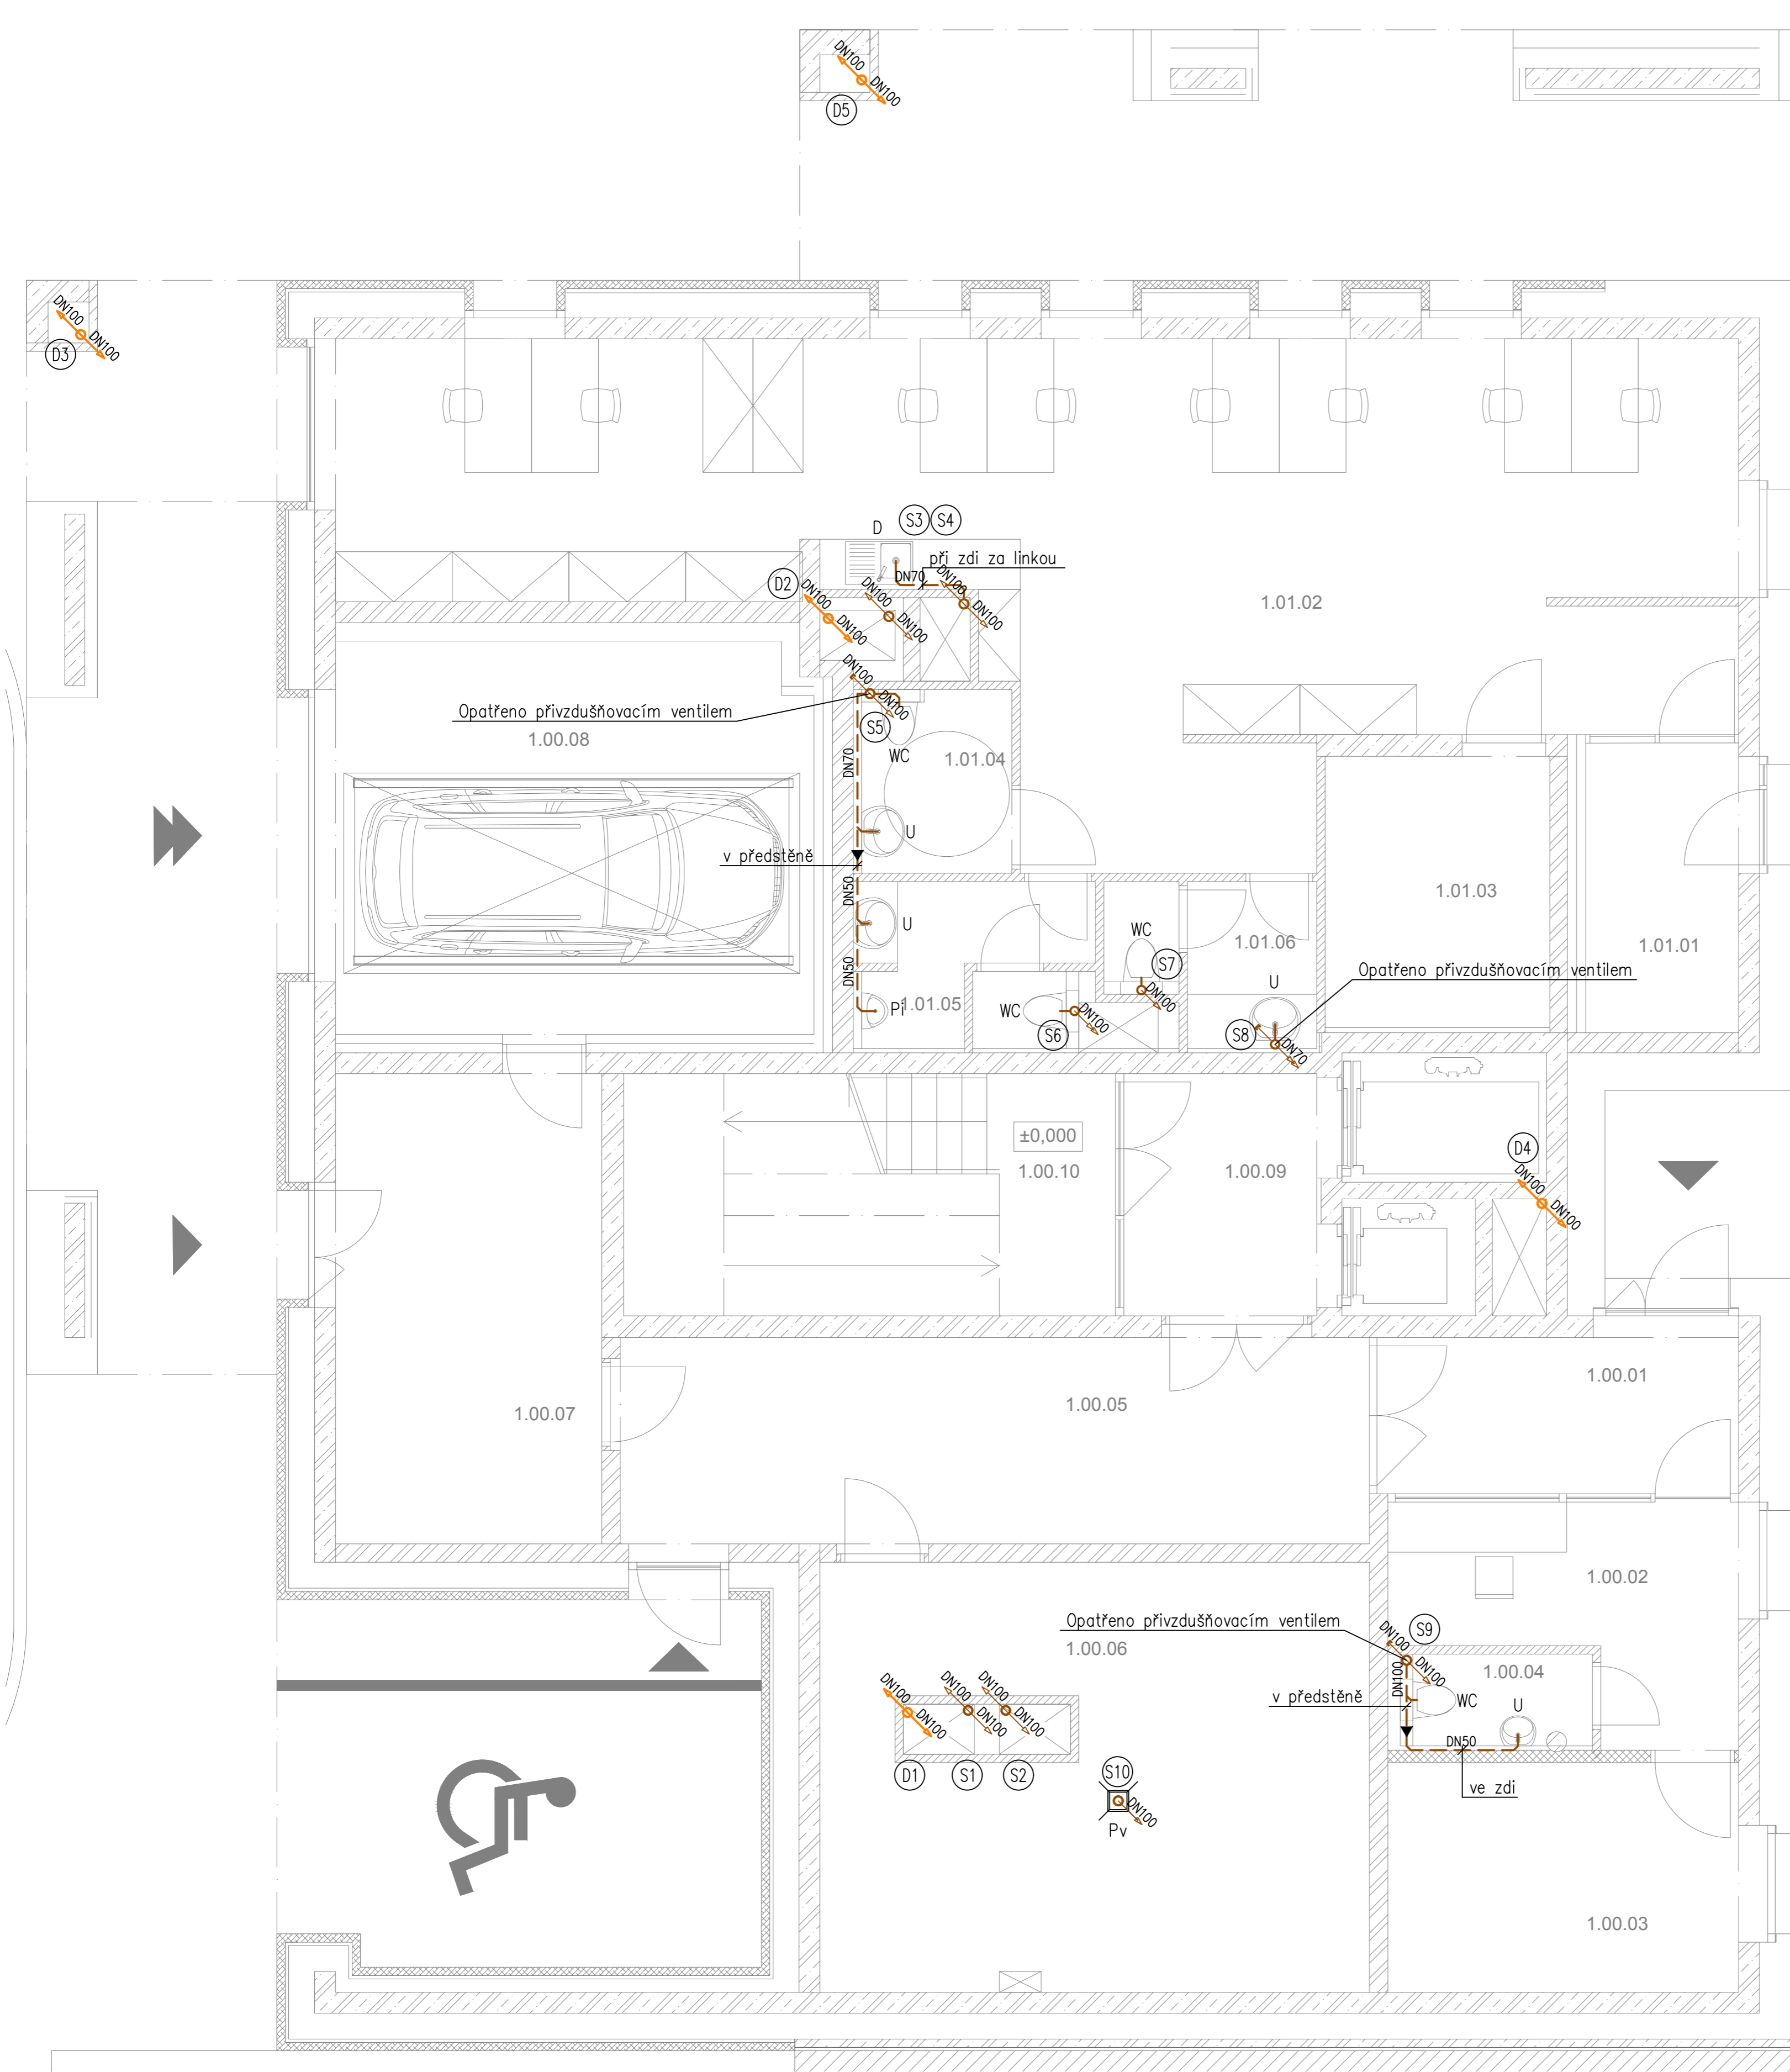 DN100
DN100
D5
DN100
DN100
D3
D
S3
S4
při zdi za linkou
DN70
D2
DN100
DN100
DN100
DN100
DN100
DN100
1.01.02
DN100
DN100
Opatřeno přivzdušňovacím ventilem
S5
1.00.08
WC
1.01.04
DN70
U
v předstěně
DN50
U
DN50
Pi
1.01.05
WC
S7
DN100
1.01.06
U
1.01.03
1.01.01
Opatřeno přivzdušňovacím ventilem
WC
DN100
S6
S8
DN70
±0,000
1.00.10
1.00.09
D4
DN100
DN100
1.00.01
1.00.05
1.00.07
1.00.02
Opatřeno přivzdušňovacím ventilem
1.00.06
S9
DN100
DN100
DN100
1.00.04
v předstěně
WC
U
DN50
ve zdi
DN100
DN100
DN100
DN100
DN100
DN100
D1
S1
S2
S10
DN100
Pv
1.00.03